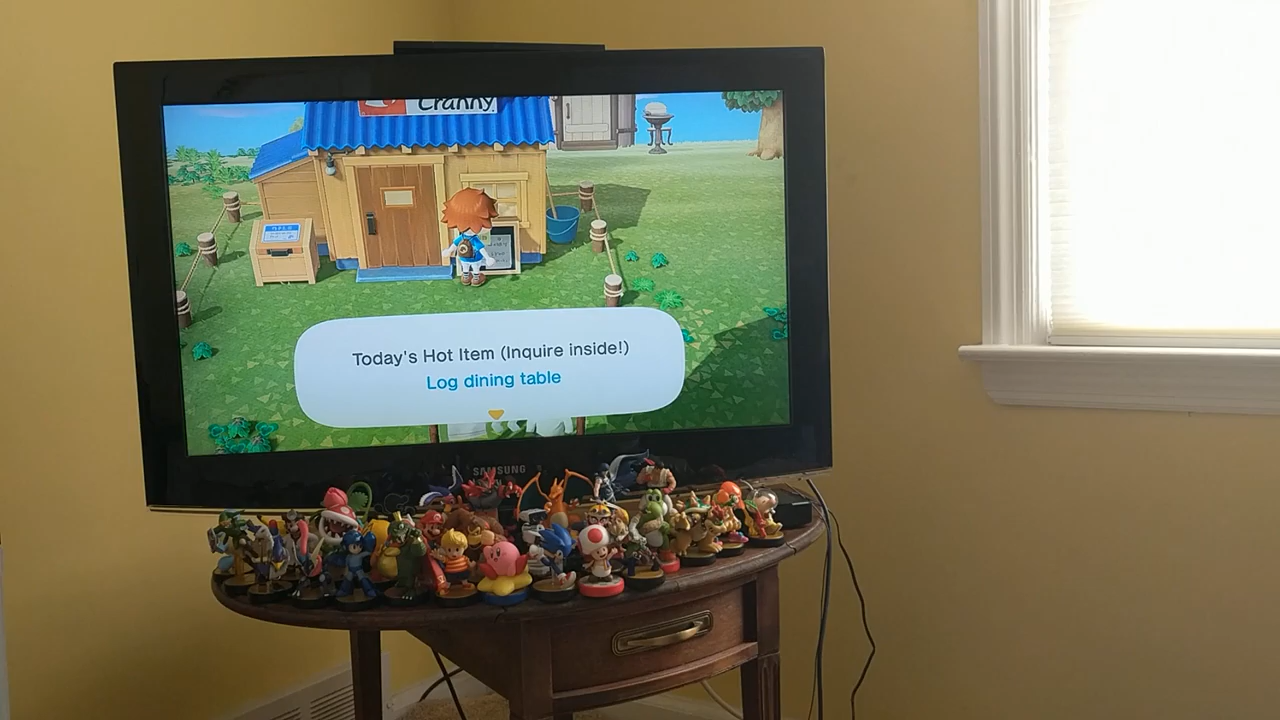 Cranny.
Today's Hot Item (Inquire inside!)
Log dining table
SAMSUNG